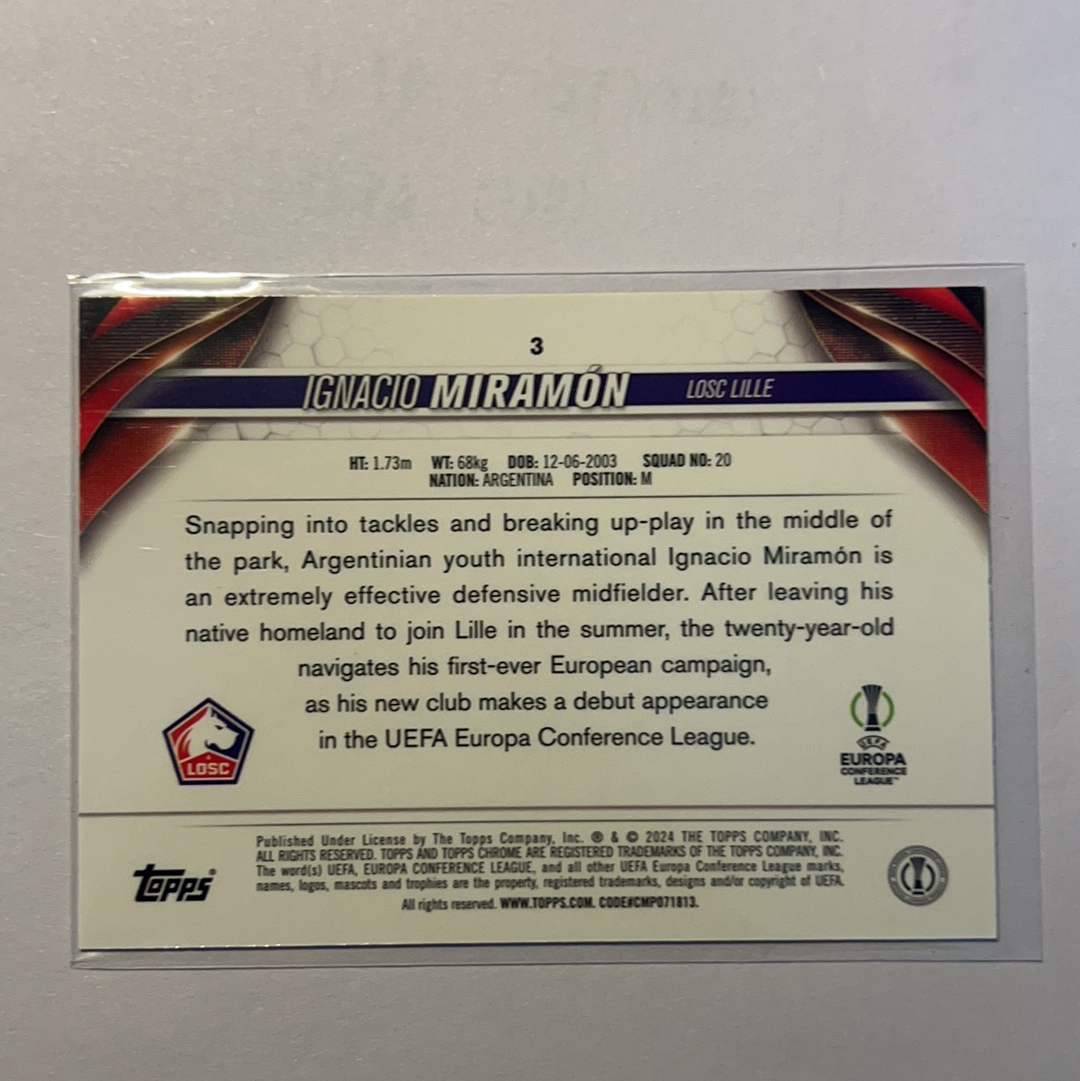 3
IGNACIO MIRAMÓN LOSC LILLE
HT: 1.73m WT: 68kg DOB: 12-06-2003 SQUAD NO: 20
NATION: ARGENTINA POSITION: M
Snapping into tackles and breaking up-play in the middle of
the park, Argentinian youth international Ignacio Miramón is
an extremely effective defensive midfielder. After leaving his
native homeland to join Lille in the summer, the twenty-year-old
navigates his first-ever European campaign,
as his new club makes a debut appearance
in the UEFA Europa Conference League.
LOSC
UEFA
EUROPA
CONFERENCE
LEAGUE™
Published Under License by The Topps Company, Inc. ® & © 2024 THE TOPPS COMPANY, INC.
ALL RIGHTS RESERVED. TOPPS AND TOPPS CHROME ARE REGISTERED TRADEMARKS OF THE TOPPS COMPANY, INC.
The word(s) UEFA, EUROPA CONFERENCE LEAGUE, and all other UEFA Europa Conference League marks,
names, logos, mascots and trophies are the property, registered trademarks, designs and/or copyright of UEFA.
All rights reserved. WWW.TOPPS.COM. CODE#CMP071813.
topps®